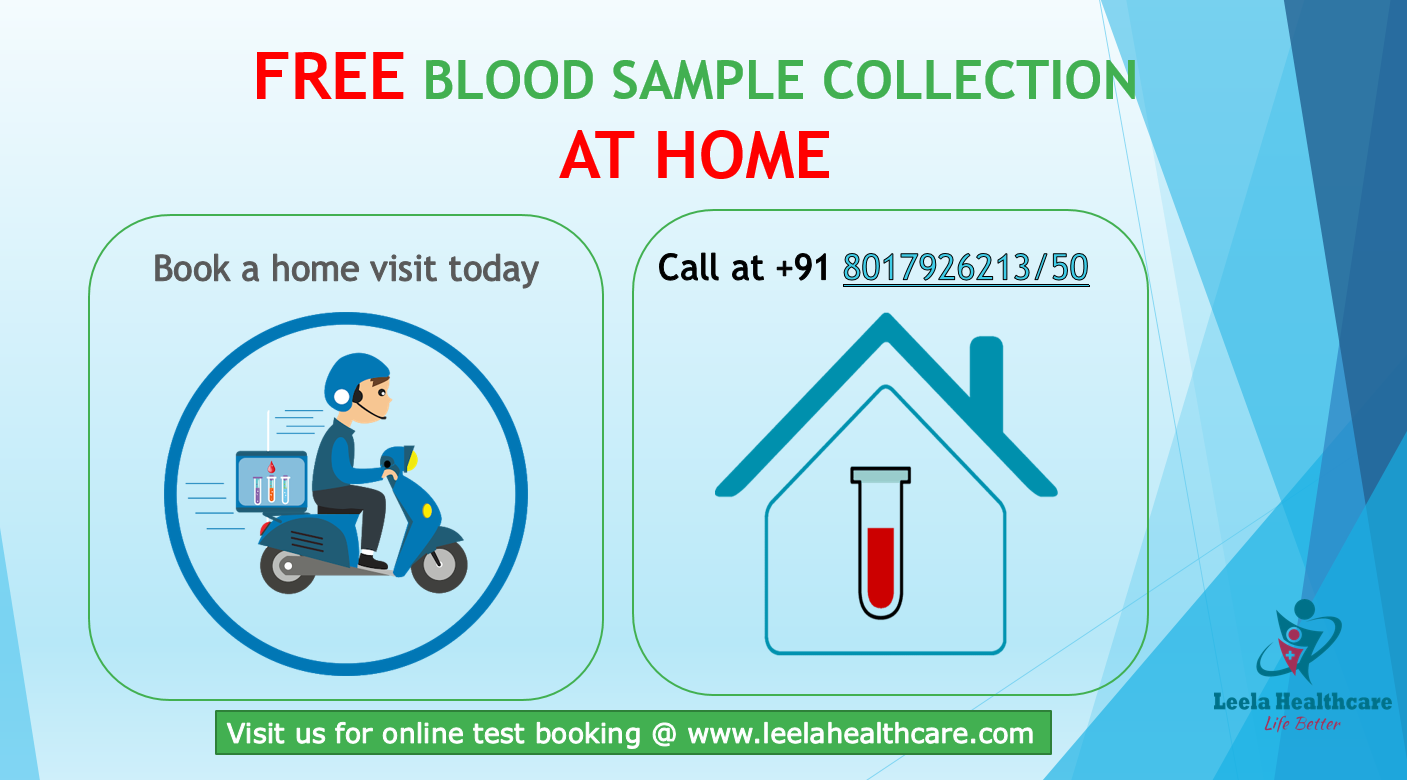 FREE BLOOD SAMPLE COLLECTION
AT HOME
Book a home visit today
Call at +91 8017926213/50
Visit us for online test booking @ www.leelahealthcare.com
Leela Healthcare
Life Better